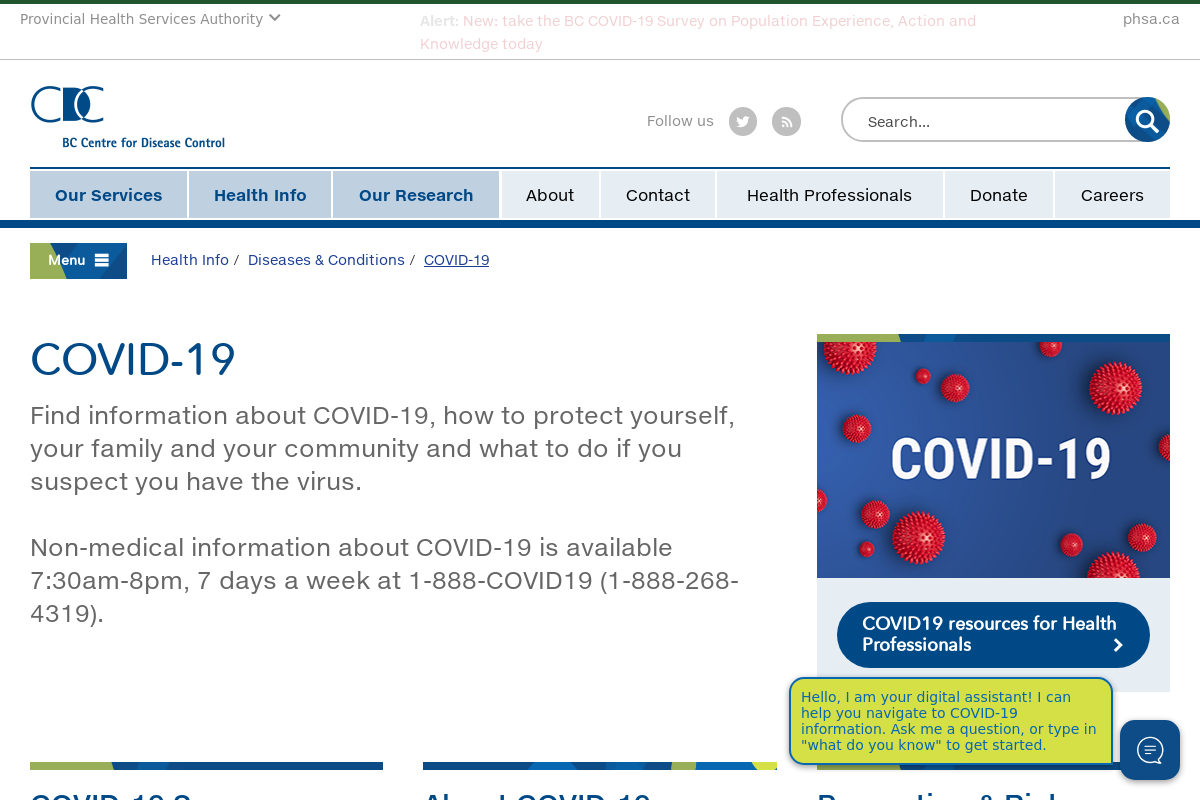 Provincial Health Services Authority
Alert: New: take the BC COVID-19 Survey on Population Experience, Action and
Knowledge today
phsa.ca
CDC
BC Centre for Disease Control
Follow us
Search...
Our Services
Health Info
Our Research
About
Contact
Health Professionals
Donate
Careers
Menu
Health Info / Diseases & Conditions / COVID-19
COVID-19
Find information about COVID-19, how to protect yourself,
your family and your community and what to do if you
suspect you have the virus.
Non-medical information about COVID-19 is available
7:30am-8pm, 7 days a week at 1-888-COVID19 (1-888-268-
4319).
COVID-19
COVID19 resources for Health
Professionals
Hello, I am your digital assistant! I can
help you navigate to COVID-19
information. Ask me a question, or type in
"what do you know" to get started.
About COVID-19